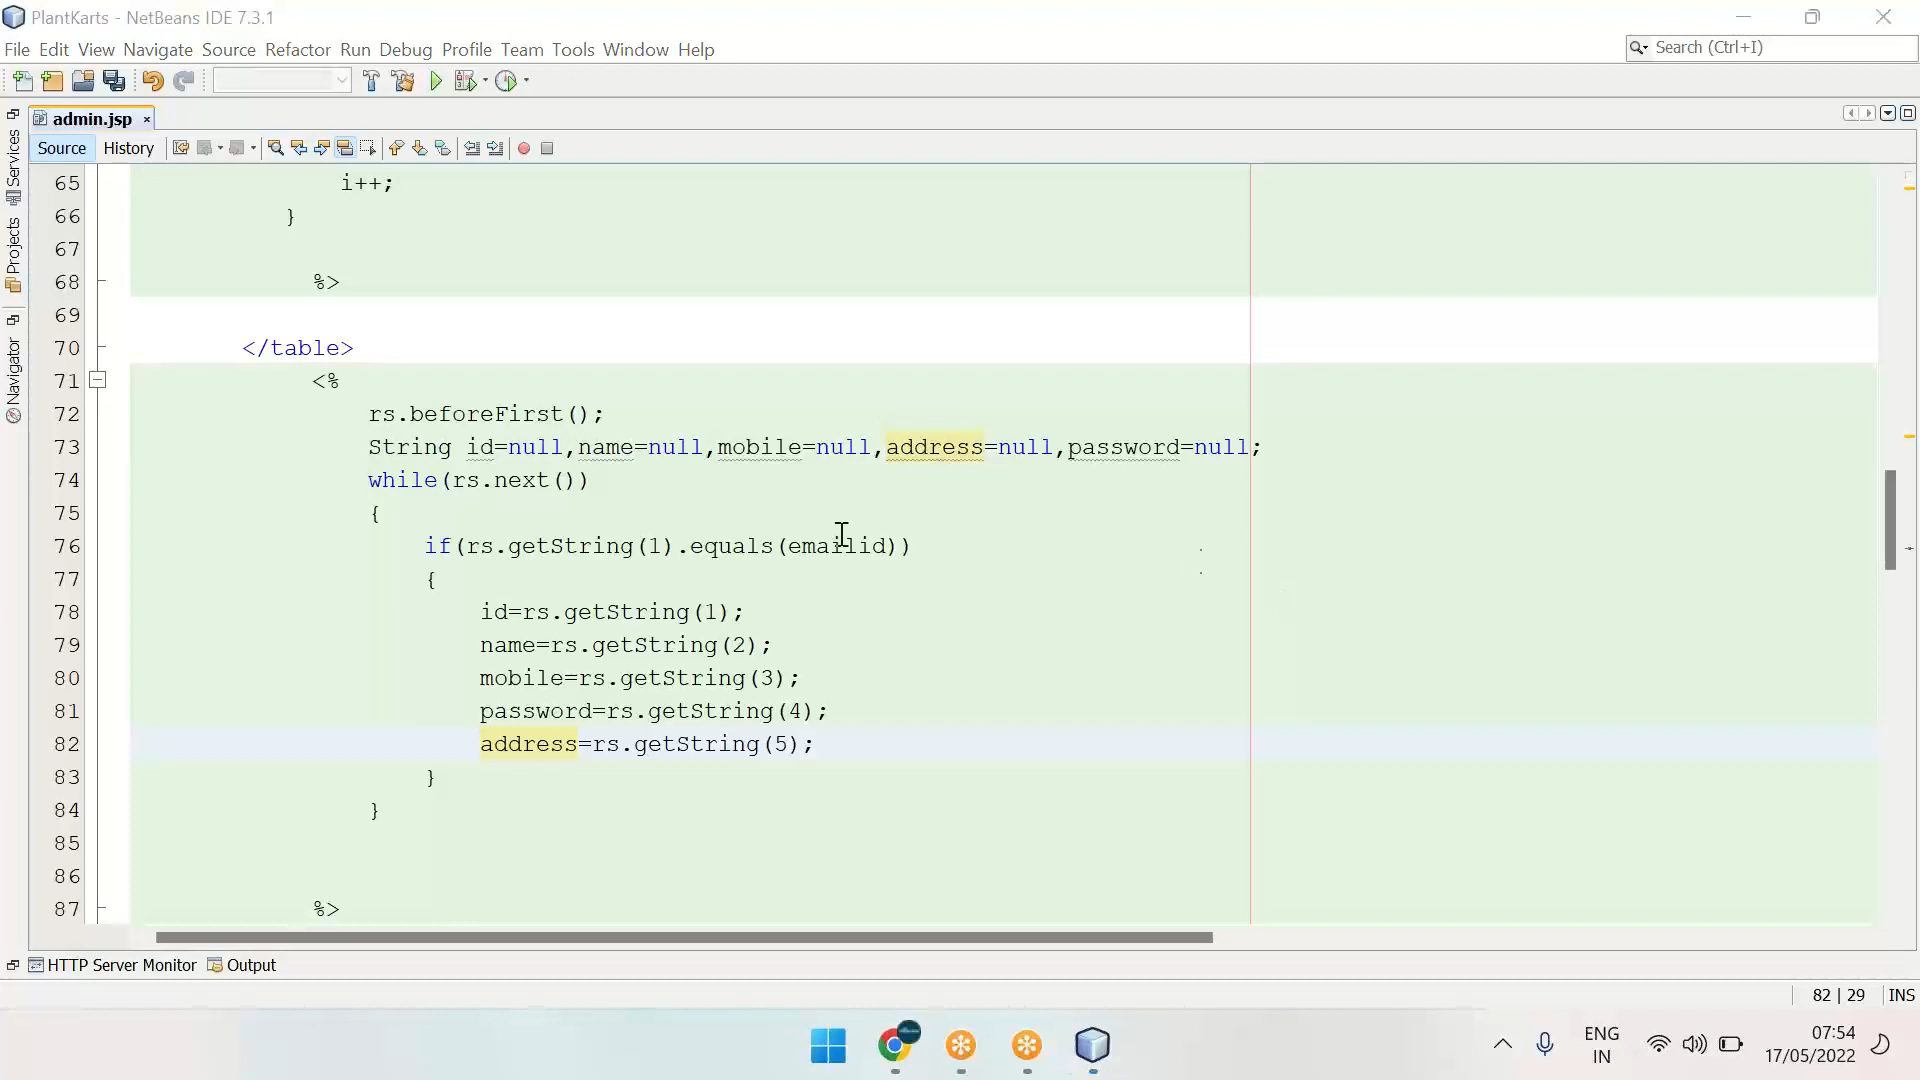 PlantKarts - NetBeans IDE 7.3.1
File Edit View Navigate Source Refactor Run Debug Profile Team Tools Window Help
Search (Ctrl+I)
admin.jsp
Source History
Services
Projects
Navigator
65 i++;
66 }
67
68 %>
69
70 </table>
71 <%
72 rs.beforeFirst();
73 String id=null,name=null,mobile=null,address=null,password=null;
74 while(rs.next())
75 {
76 if(rs.getString(1).equals(emailid))
77 {
78 id=rs.getString(1);
79 name=rs.getString(2);
80 mobile=rs.getString(3);
81 password=rs.getString(4);
82 address=rs.getString(5);
83 }
84 }
85
86
87 %>
HTTP Server Monitor Output
82 | 29 INS
ENG
IN
07:54
17/05/2022